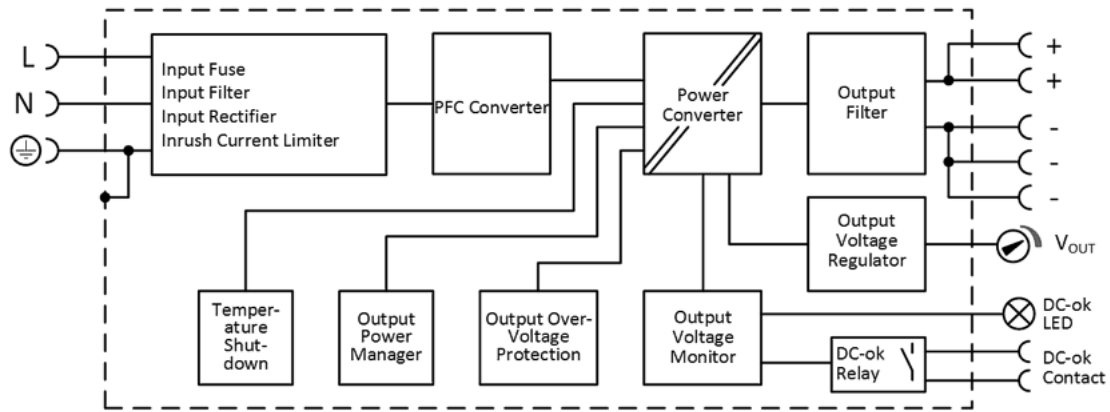 L
N
Input Fuse
Input Filter
Input Rectifier
Inrush Current Limiter
PFC Converter
Power
Converter
Output
Filter
+
+
-
-
-
Output
Voltage
Regulator
VOUT
Temper-
ature
Shut-
down
Output
Power
Manager
Output Over-
Voltage
Protection
Output
Voltage
Monitor
DC-ok
Relay
DC-ok
LED
DC-ok
Contact